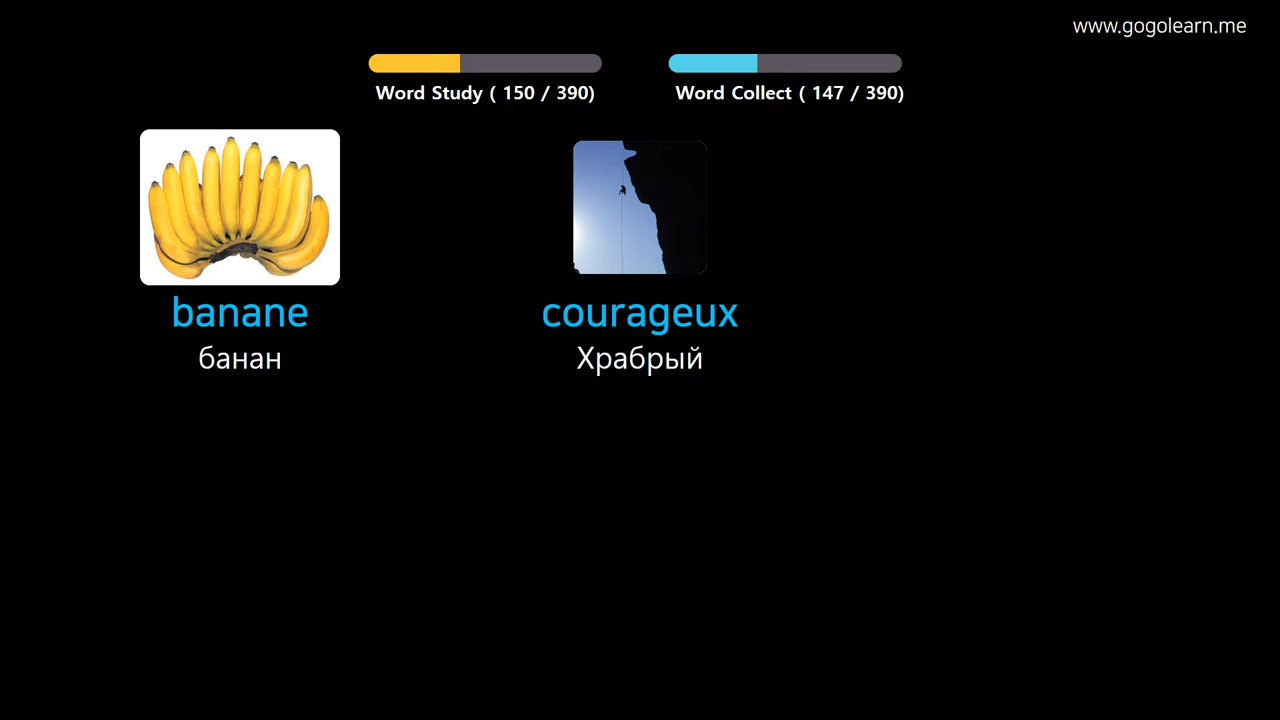 www.gogolearn.me
Word Study ( 150 / 390)
Word Collect ( 147 / 390)
banane
банан
courageux
Храбрый